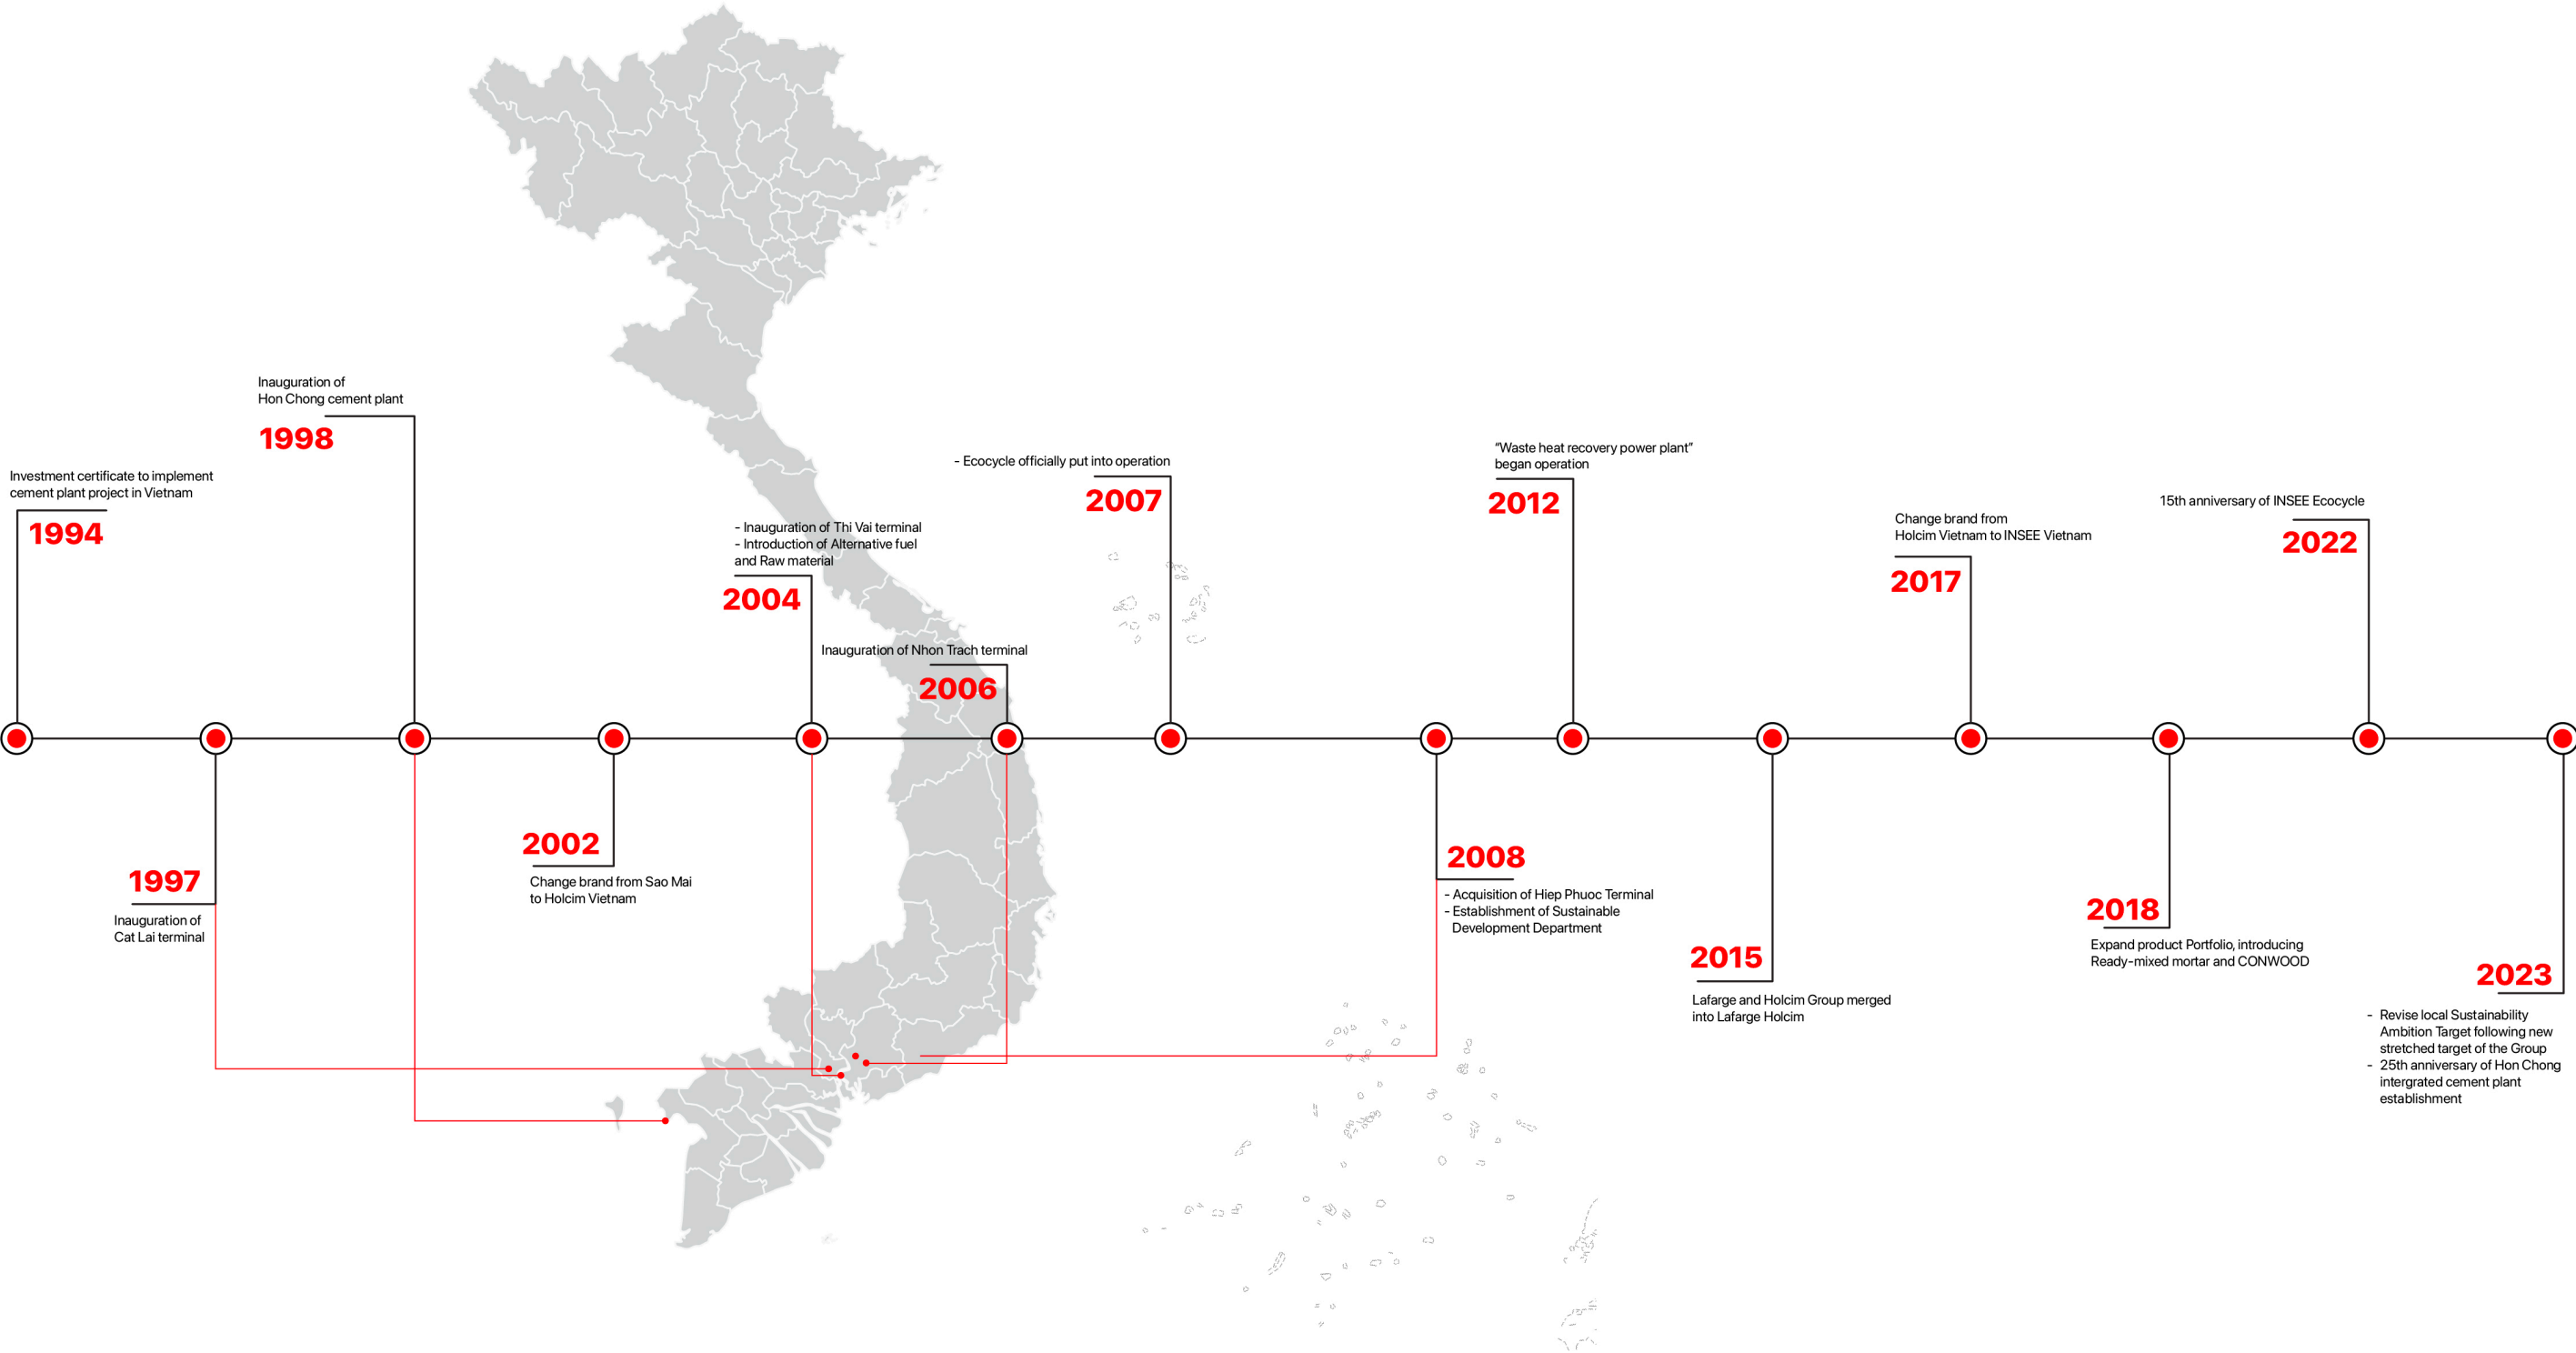 Investment certificate to implement
cement plant project in Vietnam
1994
1997
Inauguration of
Cat Lai terminal
Inauguration of
Hon Chong cement plant
1998
2002
Change brand from Sao Mai
to Holcim Vietnam
- Inauguration of Thi Vai terminal
- Introduction of Alternative fuel
and Raw material
2004
Inauguration of Nhon Trach terminal
2006
- Ecocycle officially put into operation
2007
2008
- Acquisition of Hiep Phuoc Terminal
- Establishment of Sustainable
Development Department
“Waste heat recovery power plant”
began operation
2012
2015
Lafarge and Holcim Group merged
into Lafarge Holcim
Change brand from
Holcim Vietnam to INSEE Vietnam
2017
2018
Expand product Portfolio, introducing
Ready-mixed mortar and CONWOOD
15th anniversary of INSEE Ecocycle
2022
2023
- Revise local Sustainability
Ambition Target following new
stretched target of the Group
- 25th anniversary of Hon Chong
intergrated cement plant
establishment